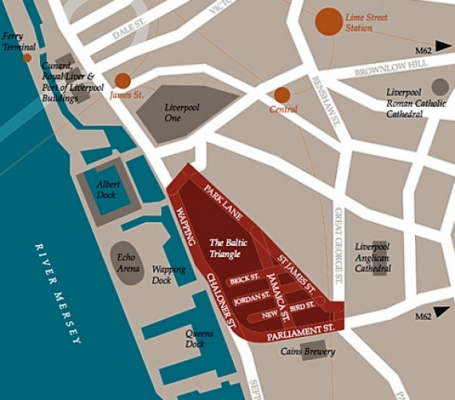 VICTO
DALE ST.
Lime Street
Station
Ferry
Terminal
M62
Cunard,
Royal Liver &
Port of Liverpool
Buildings
BROWNLOW HILL
James St.
RENSHAW ST.
Liverpool
One
Central
Liverpool
Roman Catholic
Cathedral
Albert
Dock
PARK LANE
WAPPING
The Baltic
Triangle
GREAT GEORGE ST.
ST JAMES ST.
Liverpool
Anglican
Cathedral
Echo
Arena
Wapping
Dock
RIVER MERSEY
CHALONER ST.
BRICK ST.
JAMAICA ST.
JORDAN ST.
NEW BIRD ST.
M62
PARLIAMENT ST.
Queens
Dock
Cains Brewery
SEFT